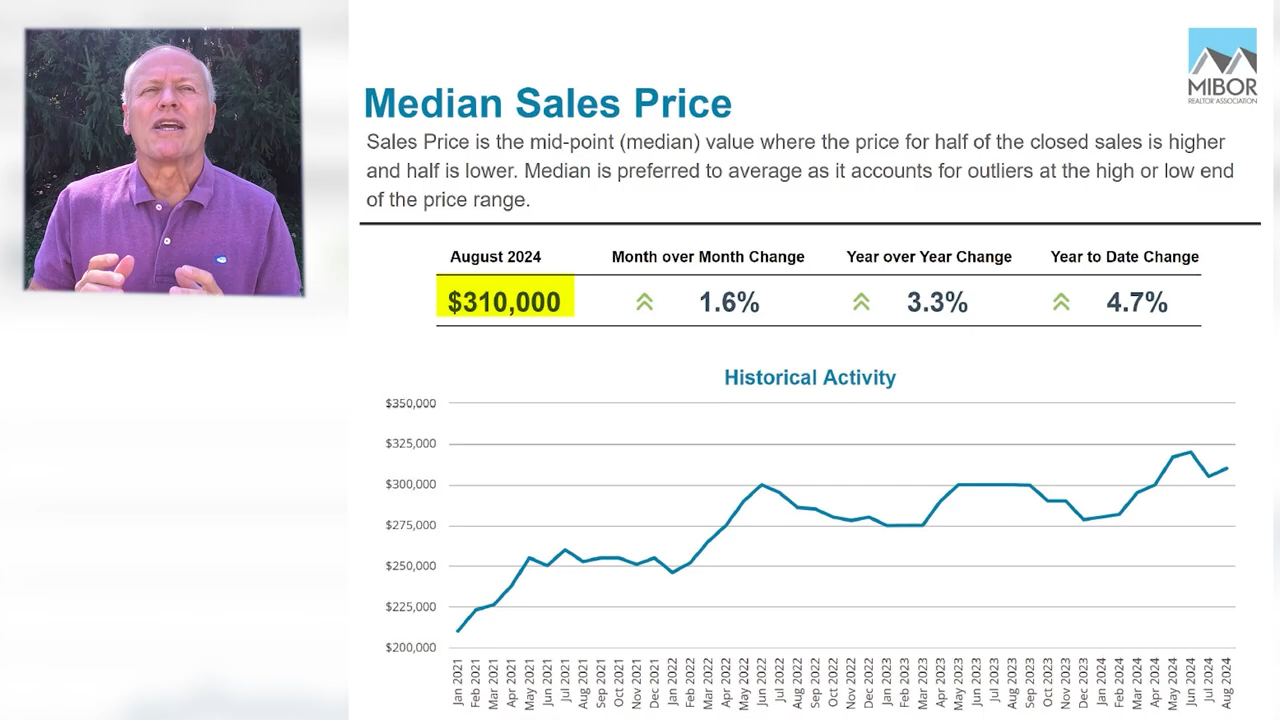 MIBOR
REALTOR ASSOCIATION
Median Sales Price
Sales Price is the mid-point (median) value where the price for half of the closed sales is higher
and half is lower. Median is preferred to average as it accounts for outliers at the high or low end
of the price range.
August 2024 Month over Month Change Year over Year Change Year to Date Change
$310,000 1.6% 3.3% 4.7%
Historical Activity
$350,000
$325,000
$300,000
$275,000
$250,000
$225,000
$200,000
Jan 2021
Feb 2021
Mar 2021
Apr 2021
May 2021
Jun 2021
Jul 2021
Aug 2021
Sep 2021
Oct 2021
Nov 2021
Dec 2021
Jan 2022
Feb 2022
Mar 2022
Apr 2022
May 2022
Jun 2022
Jul 2022
Aug 2022
Sep 2022
Oct 2022
Nov 2022
Dec 2022
Jan 2023
Feb 2023
Mar 2023
Apr 2023
May 2023
Jun 2023
Jul 2023
Aug 2023
Sep 2023
Oct 2023
Nov 2023
Dec 2023
Jan 2024
Feb 2024
Mar 2024
Apr 2024
May 2024
Jun 2024
Jul 2024
Aug 2024